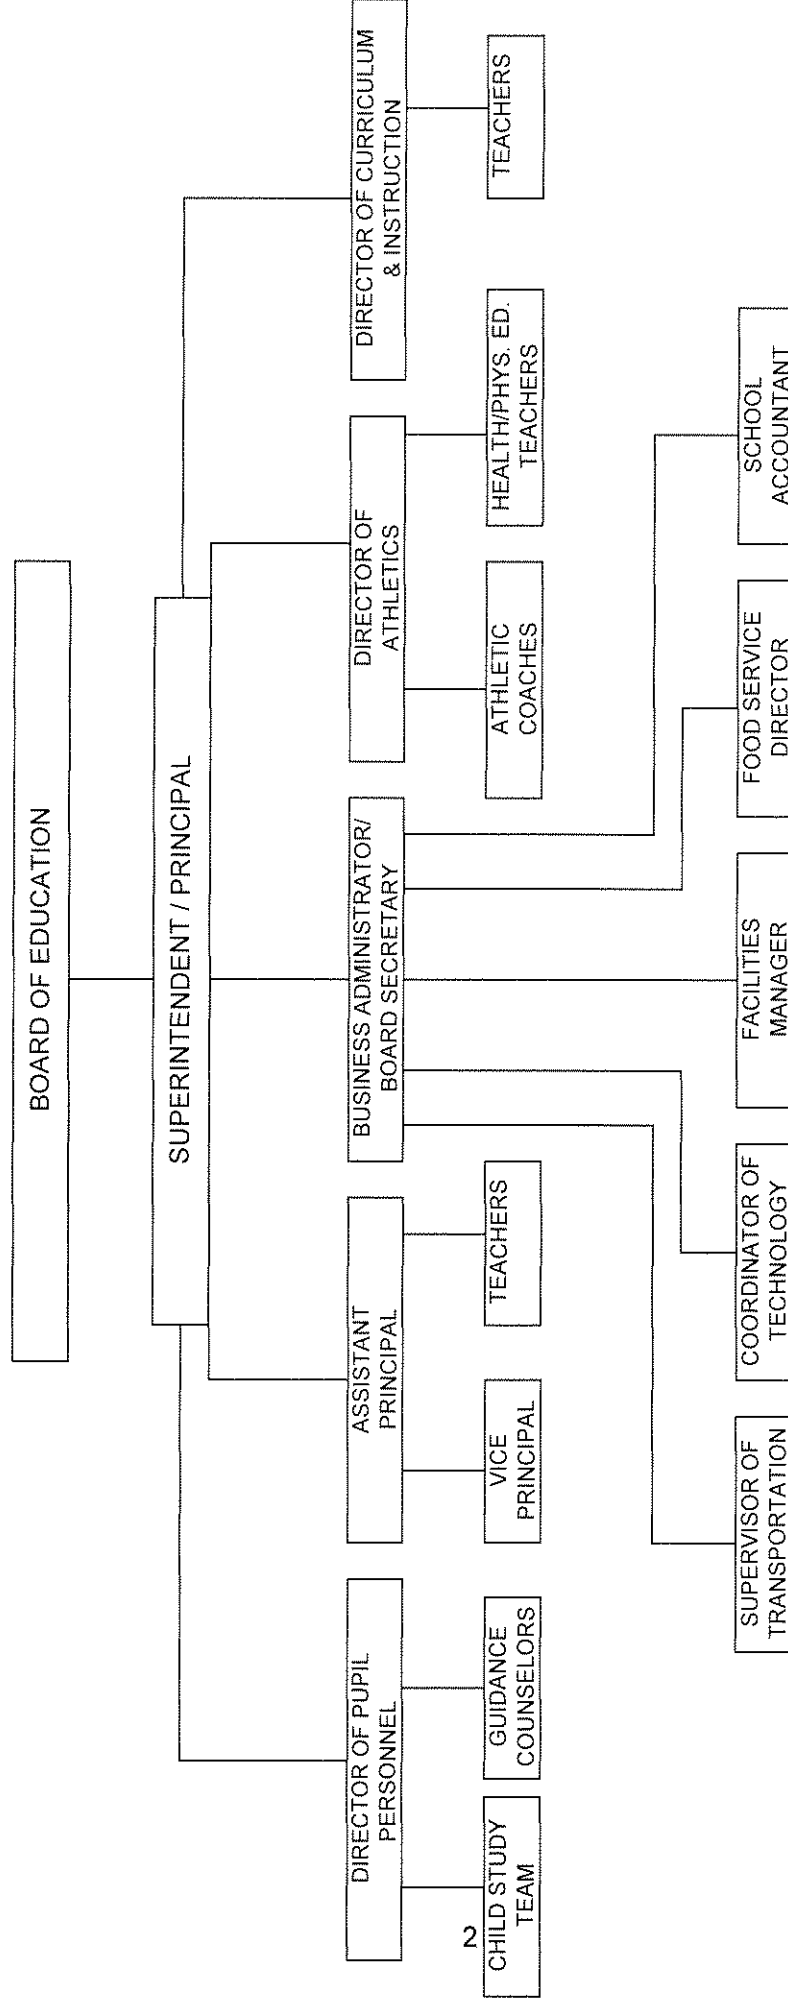 BOARD OF EDUCATION
SUPERINTENDENT / PRINCIPAL
DIRECTOR OF PUPIL
PERSONNEL
ASSISTANT
PRINCIPAL
BUSINESS ADMINISTRATOR/
BOARD SECRETARY
DIRECTOR OF
ATHLETICS
DIRECTOR OF CURRICULUM
& INSTRUCTION
2
CHILD STUDY
TEAM
GUIDANCE
COUNSELORS
VICE
PRINCIPAL
TEACHERS
ATHLETIC
COACHES
HEALTH/PHYS. ED.
TEACHERS
TEACHERS
SUPERVISOR OF
TRANSPORTATION
COORDINATOR OF
TECHNOLOGY
FACILITIES
MANAGER
FOOD SERVICE
DIRECTOR
SCHOOL
ACCOUNTANT